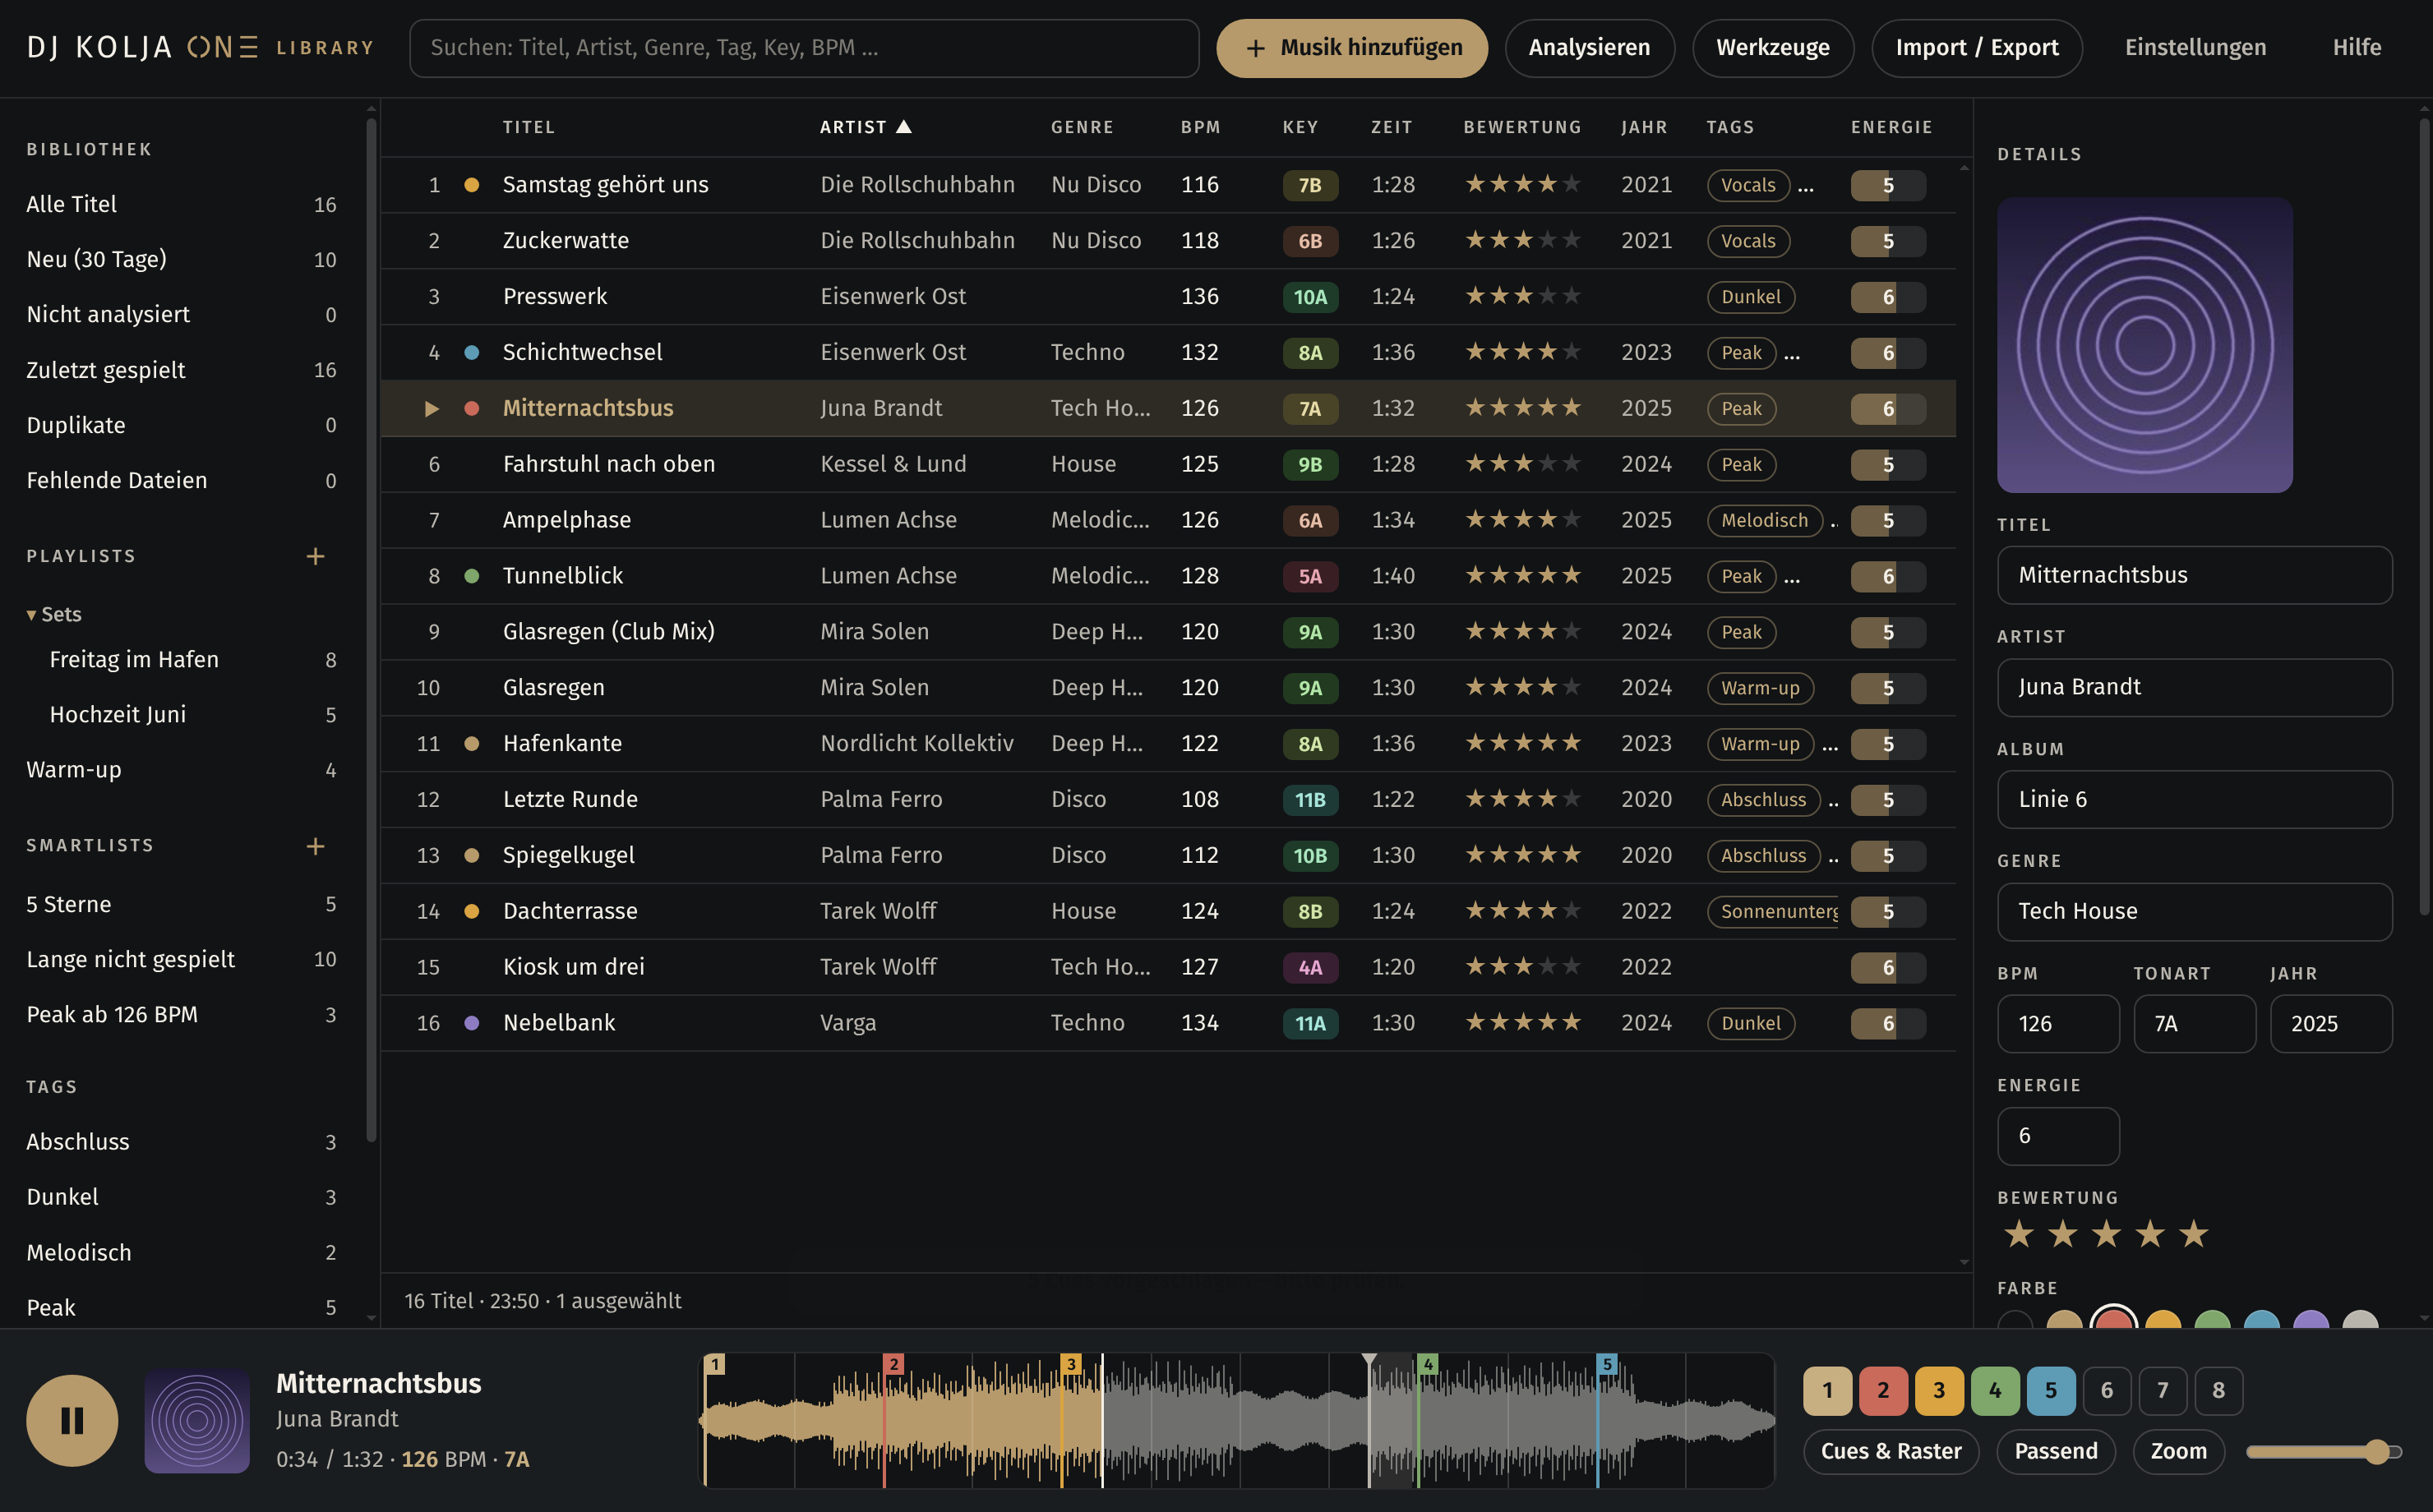 DJ KOLJA ONE LIBRARY
Suchen: Titel, Artist, Genre, Tag, Key, BPM ...
+ Musik hinzufügen
Analysieren
Werkzeuge
Import / Export
Einstellungen
Hilfe
BIBLIOTHEK
Alle Titel 16
Neu (30 Tage) 10
Nicht analysiert 0
Zuletzt gespielt 16
Duplikate 0
Fehlende Dateien 0
PLAYLISTS +
▾ Sets
Freitag im Hafen 8
Hochzeit Juni 5
Warm-up 4
SMARTLISTS +
5 Sterne 5
Lange nicht gespielt 10
Peak ab 126 BPM 3
TAGS
Abschluss 3
Dunkel 3
Melodisch 2
Peak 5
TITEL ARTIST ▲ GENRE BPM KEY ZEIT BEWERTUNG JAHR TAGS ENERGIE
1 Samstag gehört uns Die Rollschuhbahn Nu Disco 116 7B 1:28 ★★★★★ 2021 Vocals ... 5
2 Zuckerwatte Die Rollschuhbahn Nu Disco 118 6B 1:26 ★★★★★ 2021 Vocals 5
3 Presswerk Eisenwerk Ost 136 10A 1:24 ★★★★★ Dunkel 6
4 Schichtwechsel Eisenwerk Ost Techno 132 8A 1:36 ★★★★★ 2023 Peak ... 6
▶ Mitternachtsbus Juna Brandt Tech Ho... 126 7A 1:32 ★★★★★ 2025 Peak 6
6 Fahrstuhl nach oben Kessel & Lund House 125 9B 1:28 ★★★★★ 2024 Peak 5
7 Ampelphase Lumen Achse Melodic... 126 6A 1:34 ★★★★★ 2025 Melodisch .. 5
8 Tunnelblick Lumen Achse Melodic... 128 5A 1:40 ★★★★★ 2025 Peak ... 6
9 Glasregen (Club Mix) Mira Solen Deep H... 120 9A 1:30 ★★★★★ 2024 Peak 5
10 Glasregen Mira Solen Deep H... 120 9A 1:30 ★★★★★ 2024 Warm-up 5
11 Hafenkante Nordlicht Kollektiv Deep H... 122 8A 1:36 ★★★★★ 2023 Warm-up ... 5
12 Letzte Runde Palma Ferro Disco 108 11B 1:22 ★★★★★ 2020 Abschluss .. 5
13 Spiegelkugel Palma Ferro Disco 112 10B 1:30 ★★★★★ 2020 Abschluss .. 5
14 Dachterrasse Tarek Wolff House 124 8B 1:24 ★★★★★ 2022 Sonnenunterg 5
15 Kiosk um drei Tarek Wolff Tech Ho... 127 4A 1:20 ★★★★★ 2022 6
16 Nebelbank Varga Techno 134 11A 1:30 ★★★★★ 2024 Dunkel 6
16 Titel · 23:50 · 1 ausgewählt
DETAILS
TITEL
Mitternachtsbus
ARTIST
Juna Brandt
ALBUM
Linie 6
GENRE
Tech House
BPM TONART JAHR
126 7A 2025
ENERGIE
6
BEWERTUNG
★★★★★
FARBE
Mitternachtsbus
Juna Brandt
0:34 / 1:32 · 126 BPM · 7A
1 2 3 4 5
1 2 3 4 5 6 7 8
Cues & Raster
Passend
Zoom